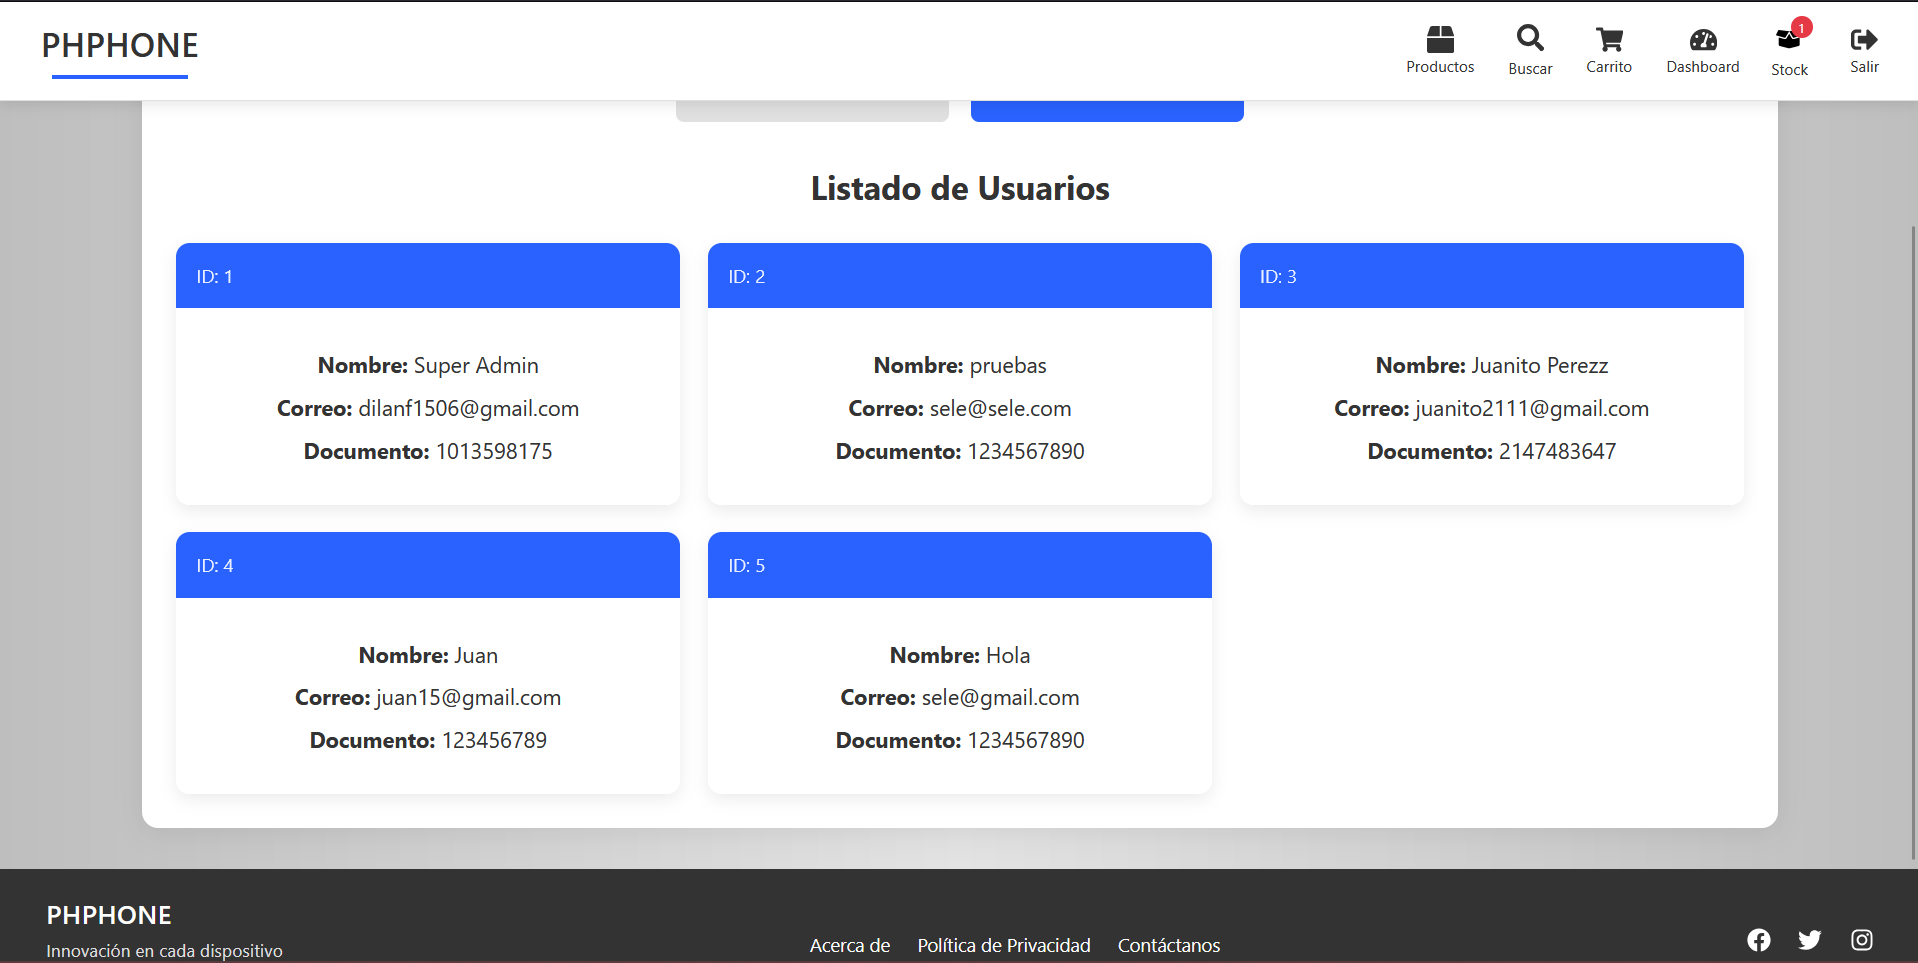 PHPHONE
Productos
Buscar
Carrito
Dashboard
1
Stock
Salir
Listado de Usuarios
ID: 1
Nombre: Super Admin
Correo: dilanf1506@gmail.com
Documento: 1013598175
ID: 2
Nombre: pruebas
Correo: sele@sele.com
Documento: 1234567890
ID: 3
Nombre: Juanito Perezz
Correo: juanito2111@gmail.com
Documento: 2147483647
ID: 4
Nombre: Juan
Correo: juan15@gmail.com
Documento: 123456789
ID: 5
Nombre: Hola
Correo: sele@gmail.com
Documento: 1234567890
PHPHONE
Innovación en cada dispositivo
Acerca de
Política de Privacidad
Contáctanos